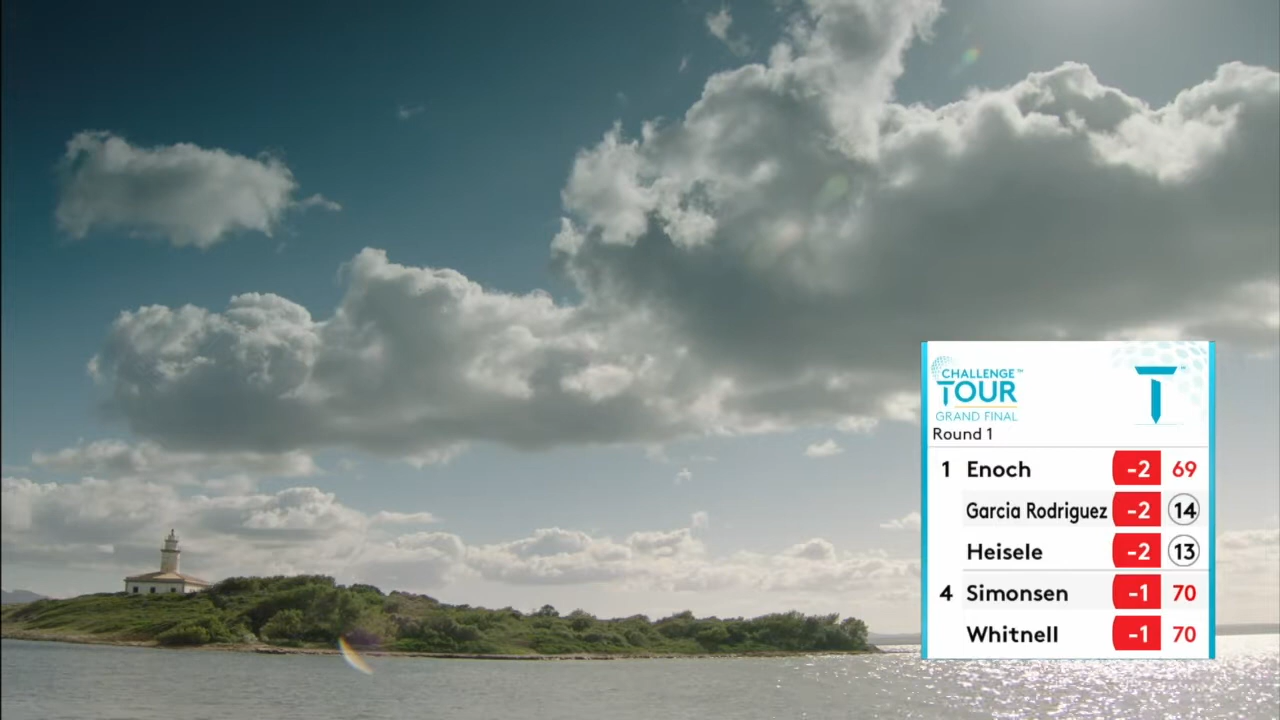 CHALLENGE™
TOUR
GRAND FINAL
Round 1
1 Enoch -2 69
Garcia Rodriguez -2 14
Heisele -2 13
4 Simonsen -1 70
Whitnell -1 70